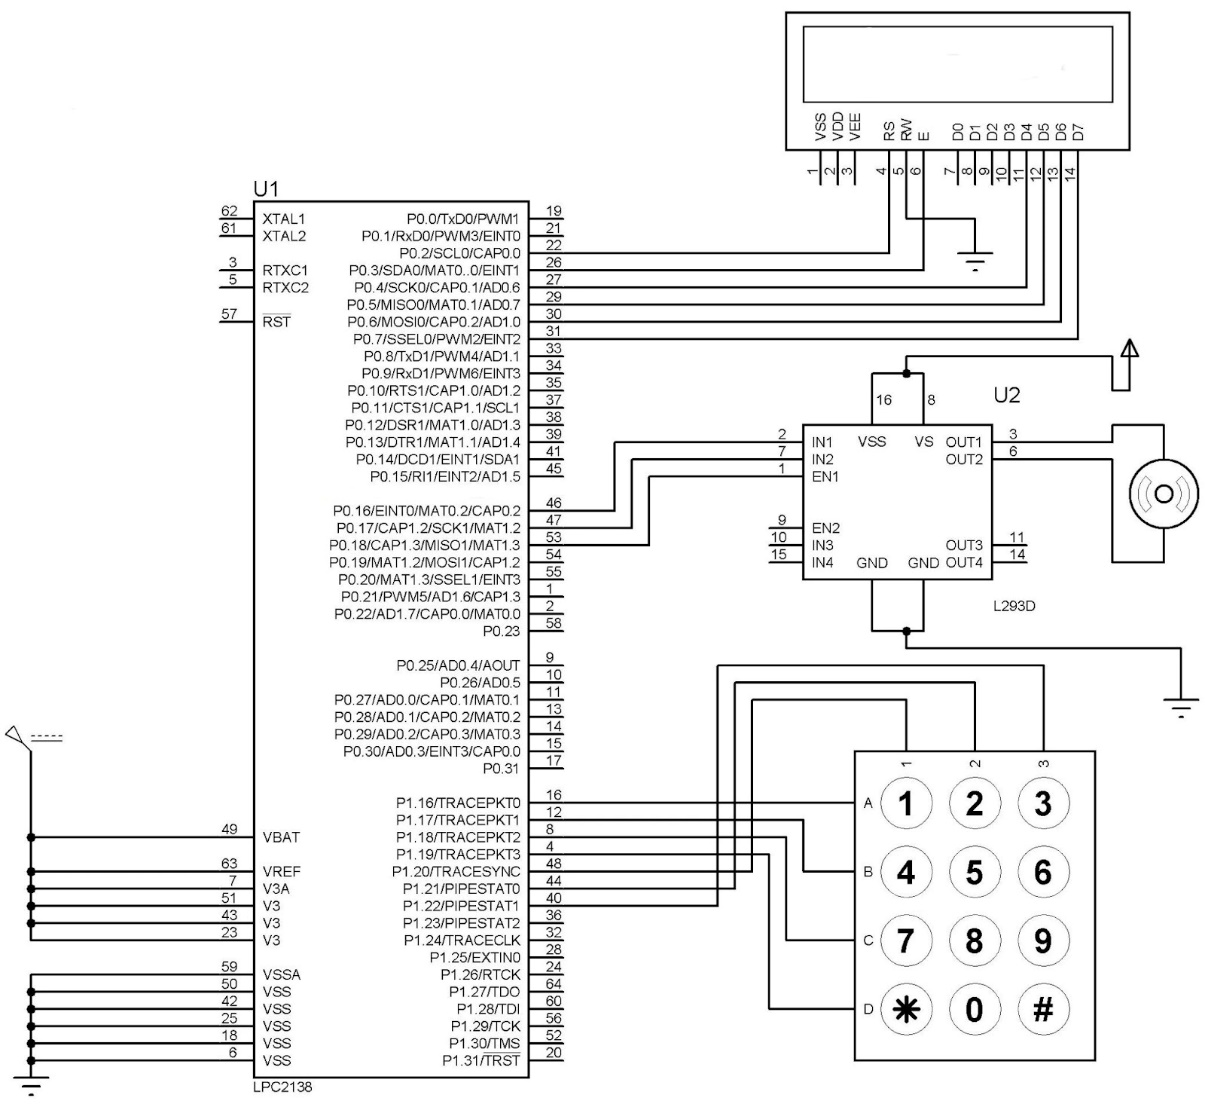 VSS VDD VEE RS RW E D0 D1 D2 D3 D4 D5 D6 D7
1 2 3 4 5 6 7 8 9 10 11 12 13 14
U1
62 XTAL1 P0.0/TxD0/PWM1 19
61 XTAL2 P0.1/RxD0/PWM3/EINT0 21
P0.2/SCL0/CAP0.0 22
3 RTXC1 P0.3/SDA0/MAT0..0/EINT1 26
5 RTXC2 P0.4/SCK0/CAP0.1/AD0.6 27
P0.5/MISO0/MAT0.1/AD0.7 29
57 RST P0.6/MOSI0/CAP0.2/AD1.0 30
P0.7/SSEL0/PWM2/EINT2 31
P0.8/TxD1/PWM4/AD1.1 33
P0.9/RxD1/PWM6/EINT3 34
P0.10/RTS1/CAP1.0/AD1.2 35
P0.11/CTS1/CAP1.1/SCL1 37
P0.12/DSR1/MAT1.0/AD1.3 38
P0.13/DTR1/MAT1.1/AD1.4 39
P0.14/DCD1/EINT1/SDA1 41
P0.15/RI1/EINT2/AD1.5 45
P0.16/EINT0/MAT0.2/CAP0.2 46
P0.17/CAP1.2/SCK1/MAT1.2 47
P0.18/CAP1.3/MISO1/MAT1.3 53
P0.19/MAT1.2/MOSI1/CAP1.2 54
P0.20/MAT1.3/SSEL1/EINT3 55
P0.21/PWM5/AD1.6/CAP1.3 1
P0.22/AD1.7/CAP0.0/MAT0.0 2
P0.23 58
P0.25/AD0.4/AOUT 9
P0.26/AD0.5 10
P0.27/AD0.0/CAP0.1/MAT0.1 11
P0.28/AD0.1/CAP0.2/MAT0.2 13
P0.29/AD0.2/CAP0.3/MAT0.3 14
P0.30/AD0.3/EINT3/CAP0.0 15
P0.31 17
P1.16/TRACEPKT0 16
P1.17/TRACEPKT1 12
49 VBAT P1.18/TRACEPKT2 8
P1.19/TRACEPKT3 4
63 VREF P1.20/TRACESYNC 48
7 V3A P1.21/PIPESTAT0 44
51 V3 P1.22/PIPESTAT1 40
43 V3 P1.23/PIPESTAT2 36
23 V3 P1.24/TRACECLK 32
P1.25/EXTIN0 28
59 VSSA P1.26/RTCK 24
50 VSS P1.27/TDO 64
42 VSS P1.28/TDI 60
25 VSS P1.29/TCK 56
18 VSS P1.30/TMS 52
6 VSS P1.31/TRST 20
LPC2138
U2
16 8
2 IN1 VSS VS OUT1 3
7 IN2 OUT2 6
1 EN1
9 EN2
10 IN3 OUT3 11
15 IN4 GND GND OUT4 14
L293D
1 2 3
A 1 2 3
B 4 5 6
C 7 8 9
D * 0 #